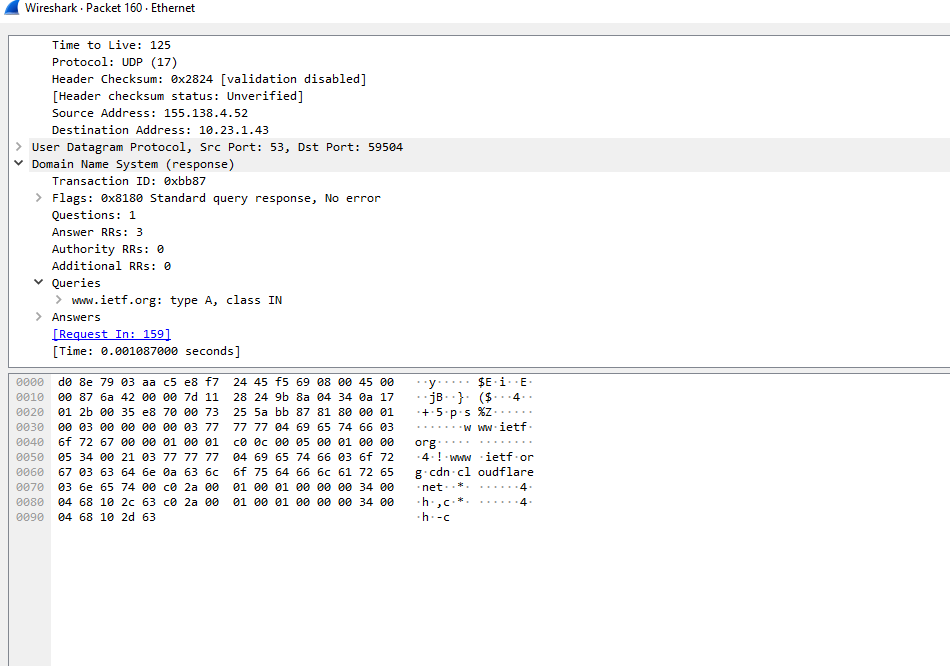 Wireshark · Packet 160 · Ethernet
Time to Live: 125
Protocol: UDP (17)
Header Checksum: 0x2824 [validation disabled]
[Header checksum status: Unverified]
Source Address: 155.138.4.52
Destination Address: 10.23.1.43
User Datagram Protocol, Src Port: 53, Dst Port: 59504
Domain Name System (response)
Transaction ID: 0xbb87
Flags: 0x8180 Standard query response, No error
Questions: 1
Answer RRs: 3
Authority RRs: 0
Additional RRs: 0
Queries
www.ietf.org: type A, class IN
Answers
[Request In: 159]
[Time: 0.001087000 seconds]
0000 d0 8e 79 03 aa c5 e8 f7 24 45 f5 69 08 00 45 00 ··y····· $E·i··E·
0010 00 87 6a 42 00 00 7d 11 28 24 9b 8a 04 34 0a 17 ··jB··}· ($···4··
0020 01 2b 00 35 e8 70 00 73 25 5a bb 87 81 80 00 01 ·+·5·p·s %Z······
0030 00 03 00 00 00 00 03 77 77 77 04 69 65 74 66 03 ·······w ww·ietf·
0040 6f 72 67 00 00 01 00 01 c0 0c 00 05 00 01 00 00 org····· ········
0050 05 34 00 21 03 77 77 77 04 69 65 74 66 03 6f 72 ·4·!·www ·ietf·or
0060 67 03 63 64 6e 0a 63 6c 6f 75 64 66 6c 61 72 65 g·cdn·cl oudflare
0070 03 6e 65 74 00 c0 2a 00 01 00 01 00 00 00 34 00 ·net··*· ······4·
0080 04 68 10 2c 63 c0 2a 00 01 00 01 00 00 00 34 00 ·h·,c·*· ······4·
0090 04 68 10 2d 63 ·h·-c